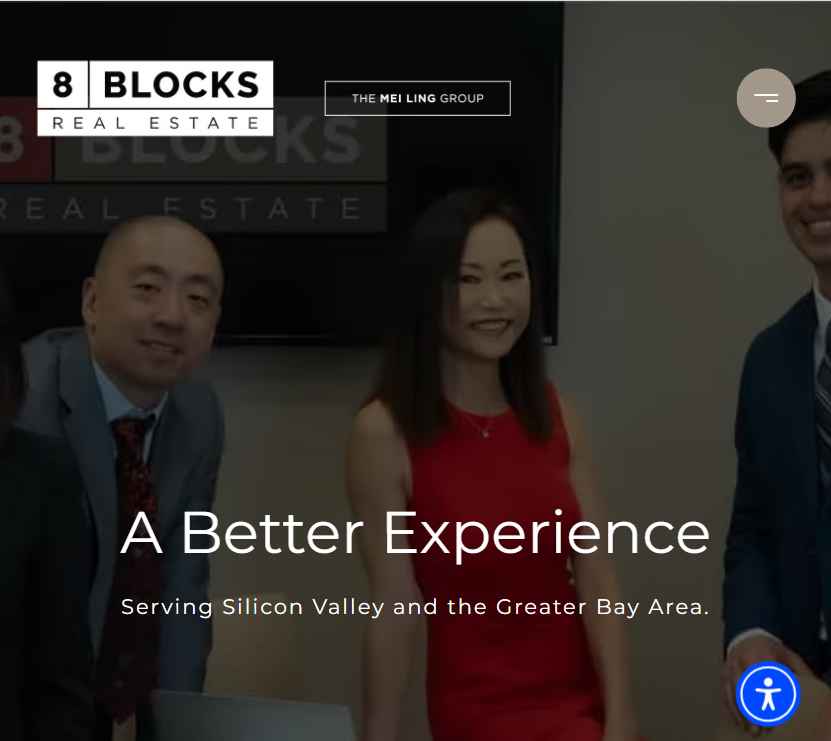 8 BLOCKS
REAL ESTATE
THE MEI LING GROUP
8 BLOCKS
REAL ESTATE
A Better Experience
Serving Silicon Valley and the Greater Bay Area.